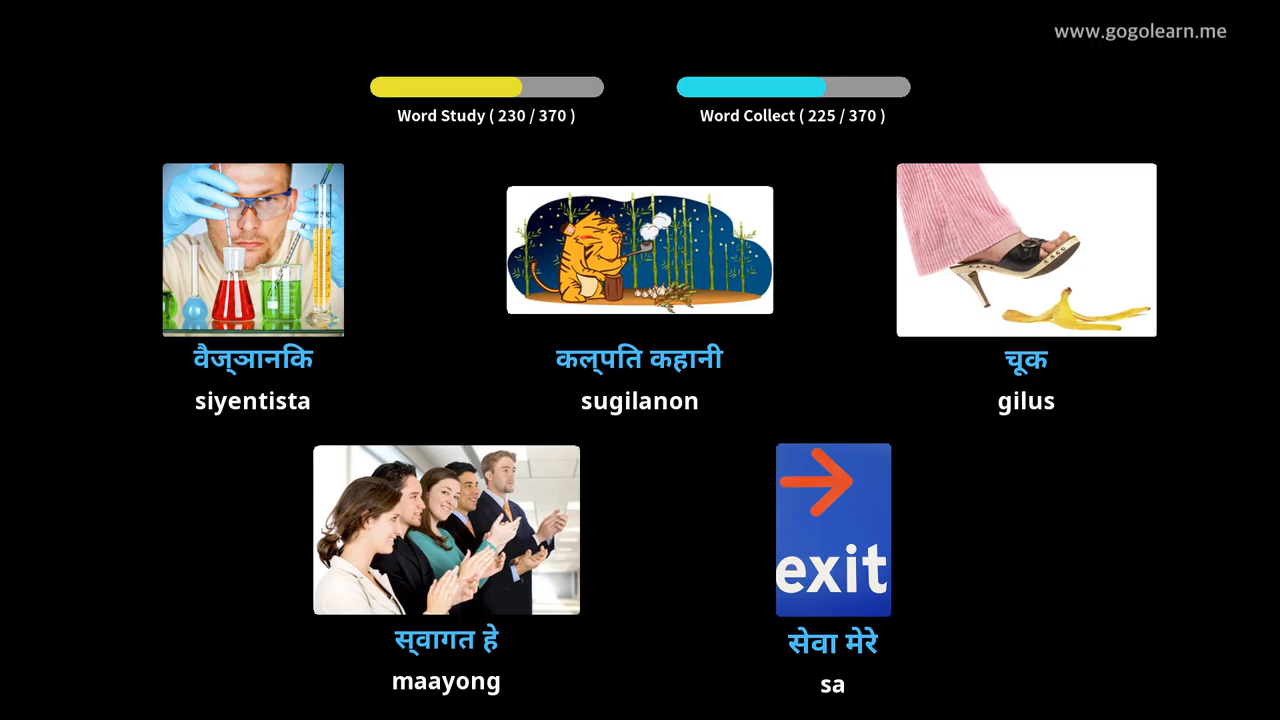 www.gogolearn.me
Word Study ( 230 / 370 )
Word Collect ( 225 / 370 )
वैज्ञानकि
siyentista
कल्पति कहानी
sugilanon
चूक
gilus
exit
स्वागत हे
maayong
सेवा मेरे
sa